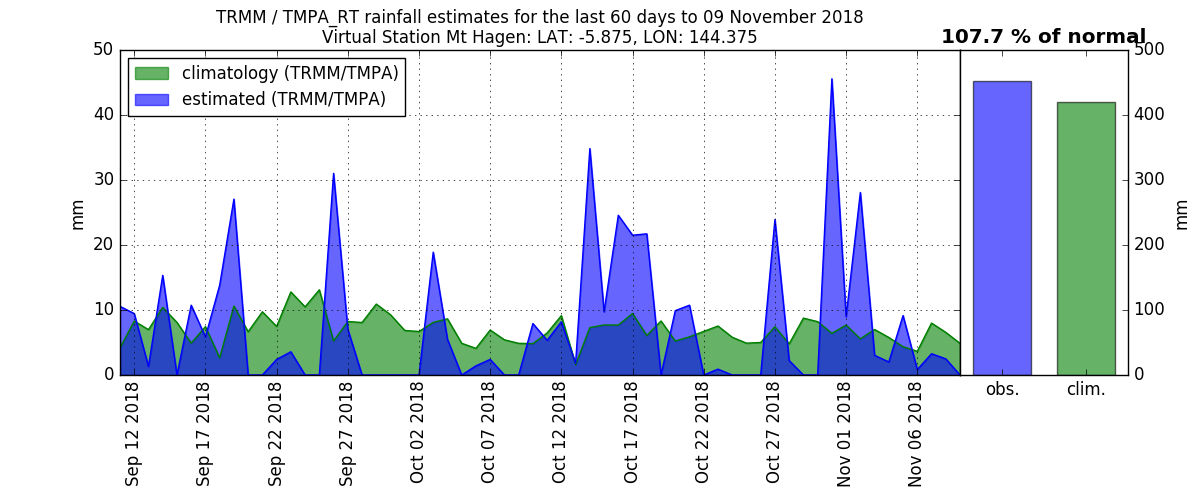 TRMM / TMPA_RT rainfall estimates for the last 60 days to 09 November 2018
Virtual Station Mt Hagen: LAT: -5.875, LON: 144.375
107.7 % of normal
climatology (TRMM/TMPA)
estimated (TRMM/TMPA)
50
40
30
20
10
0
mm
500
400
300
200
100
0
mm
obs. clim.
Sep 12 2018
Sep 17 2018
Sep 22 2018
Sep 27 2018
Oct 02 2018
Oct 07 2018
Oct 12 2018
Oct 17 2018
Oct 22 2018
Oct 27 2018
Nov 01 2018
Nov 06 2018